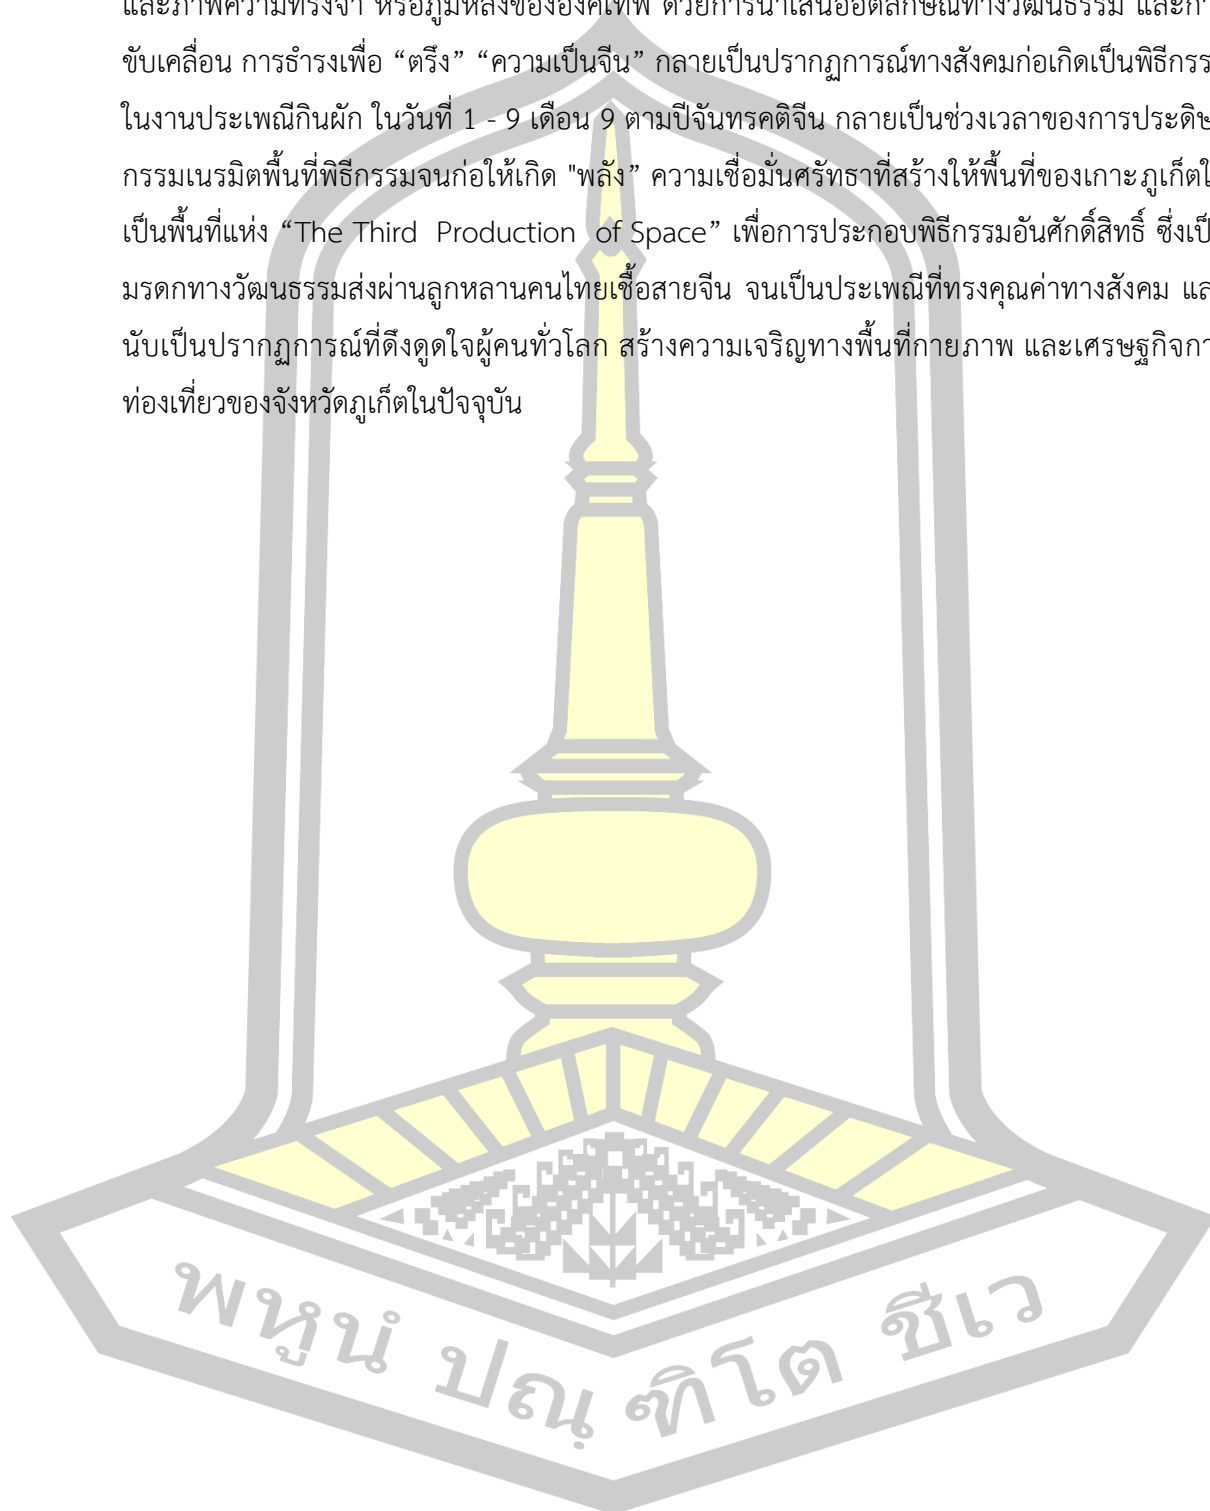 และภาพความทรงจำ หรือภูมิหลังขององค์เทพ ด้วยการนำเสนออัตลักษณ์ทางวัฒนธรรม
ขับเคลื่อน การธำรงเพื่อ “ตรึง” “ความเป็นจีน” กลายเป็นปรากฏการณ์ทางสังคมก่อเกิดเป็น
ในงานประเพณีกินผัก ในวันที่ 1 - 9 เดือน 9 ตามปีจันทรคติจีน กลายเป็นช่วงเวลาของการ
กรรมเนรมิตพื้นที่พิธีกรรมจนก่อให้เกิด "พลัง” ความเชื่อมั่นศรัทธาที่สร้างให้พื้นที่ของเกาะภูเก็ต
เป็นพื้นที่แห่ง “The Third Production of Space” เพื่อการประกอบพิธีกรรมอันศักดิ์สิทธิ์
มรดกทางวัฒนธรรมส่งผ่านลูกหลานคนไทยเชื้อสายจีน จนเป็นประเพณีที่ทรงคุณค่าทางสังคม
นับเป็นปรากฏการณ์ที่ดึงดูดใจผู้คนทั่วโลก สร้างความเจริญทางพื้นที่กายภาพ และเศรษฐกิจ
ท่องเที่ยวของจังหวัดภูเก็ตในปัจจุบัน
พหูนํ ปณฺฑิโต ชีเว